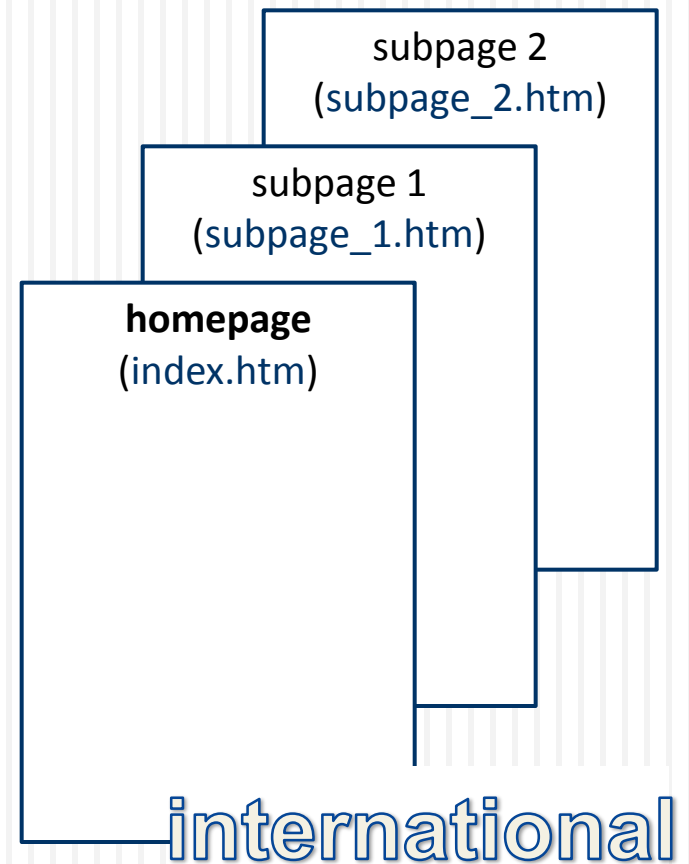 subpage 2
(subpage_2.htm)
subpage 1
(subpage_1.htm)
homepage
(index.htm)
international